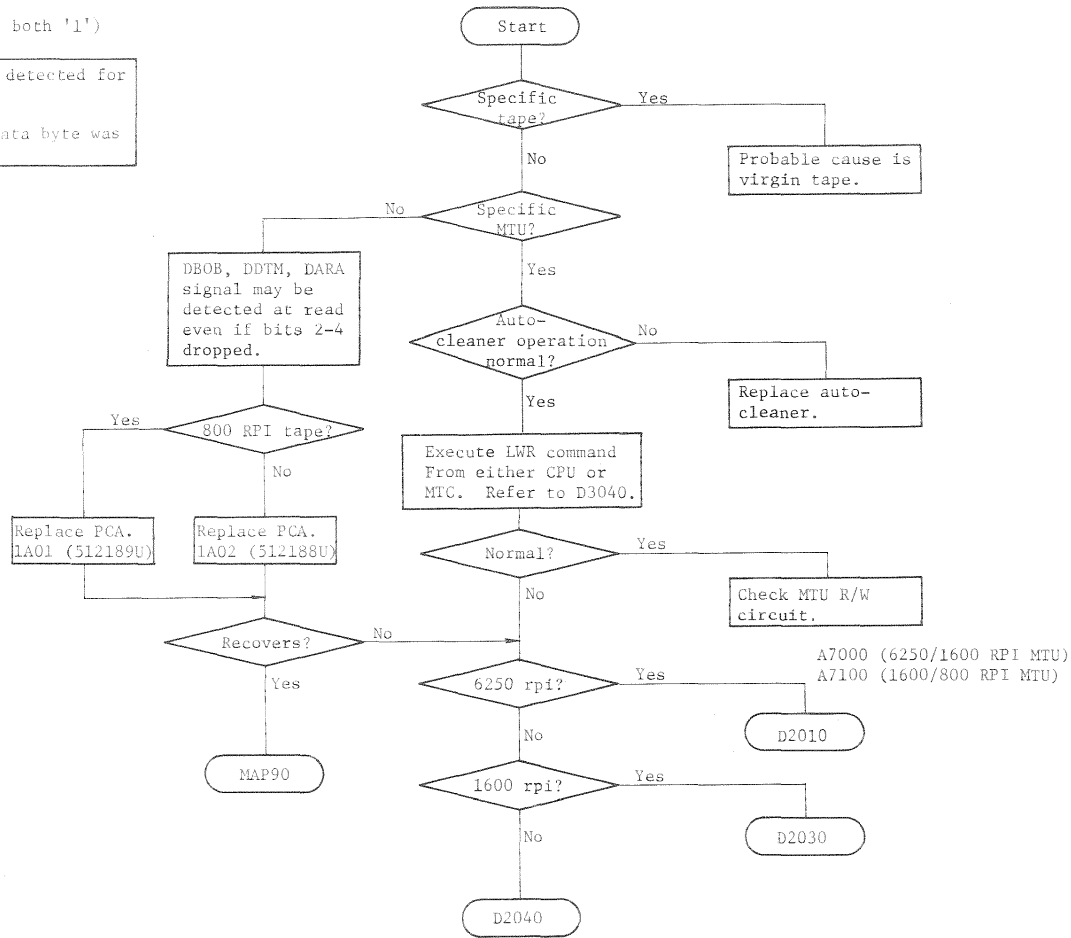 both '1')
detected for
ata byte was
Start
Specific
tape?
Yes
No
Probable cause is
virgin tape.
Specific
MTU?
No
Yes
DBOB, DDTM, DARA
signal may be
detected at read
even if bits 2-4
dropped.
Auto-
cleaner operation
normal?
No
Yes
Replace auto-
cleaner.
800 RPI tape?
Yes
No
Execute LWR command
From either CPU or
MTC. Refer to D3040.
Replace PCA.
1A01 (512189U)
Replace PCA.
1A02 (512188U)
Normal?
Yes
No
Check MTU R/W
circuit.
A7000 (6250/1600 RPI MTU)
A7100 (1600/800 RPI MTU)
Recovers?
No
Yes
6250 rpi?
Yes
No
D2010
MAP90
1600 rpi?
Yes
No
D2030
D2040